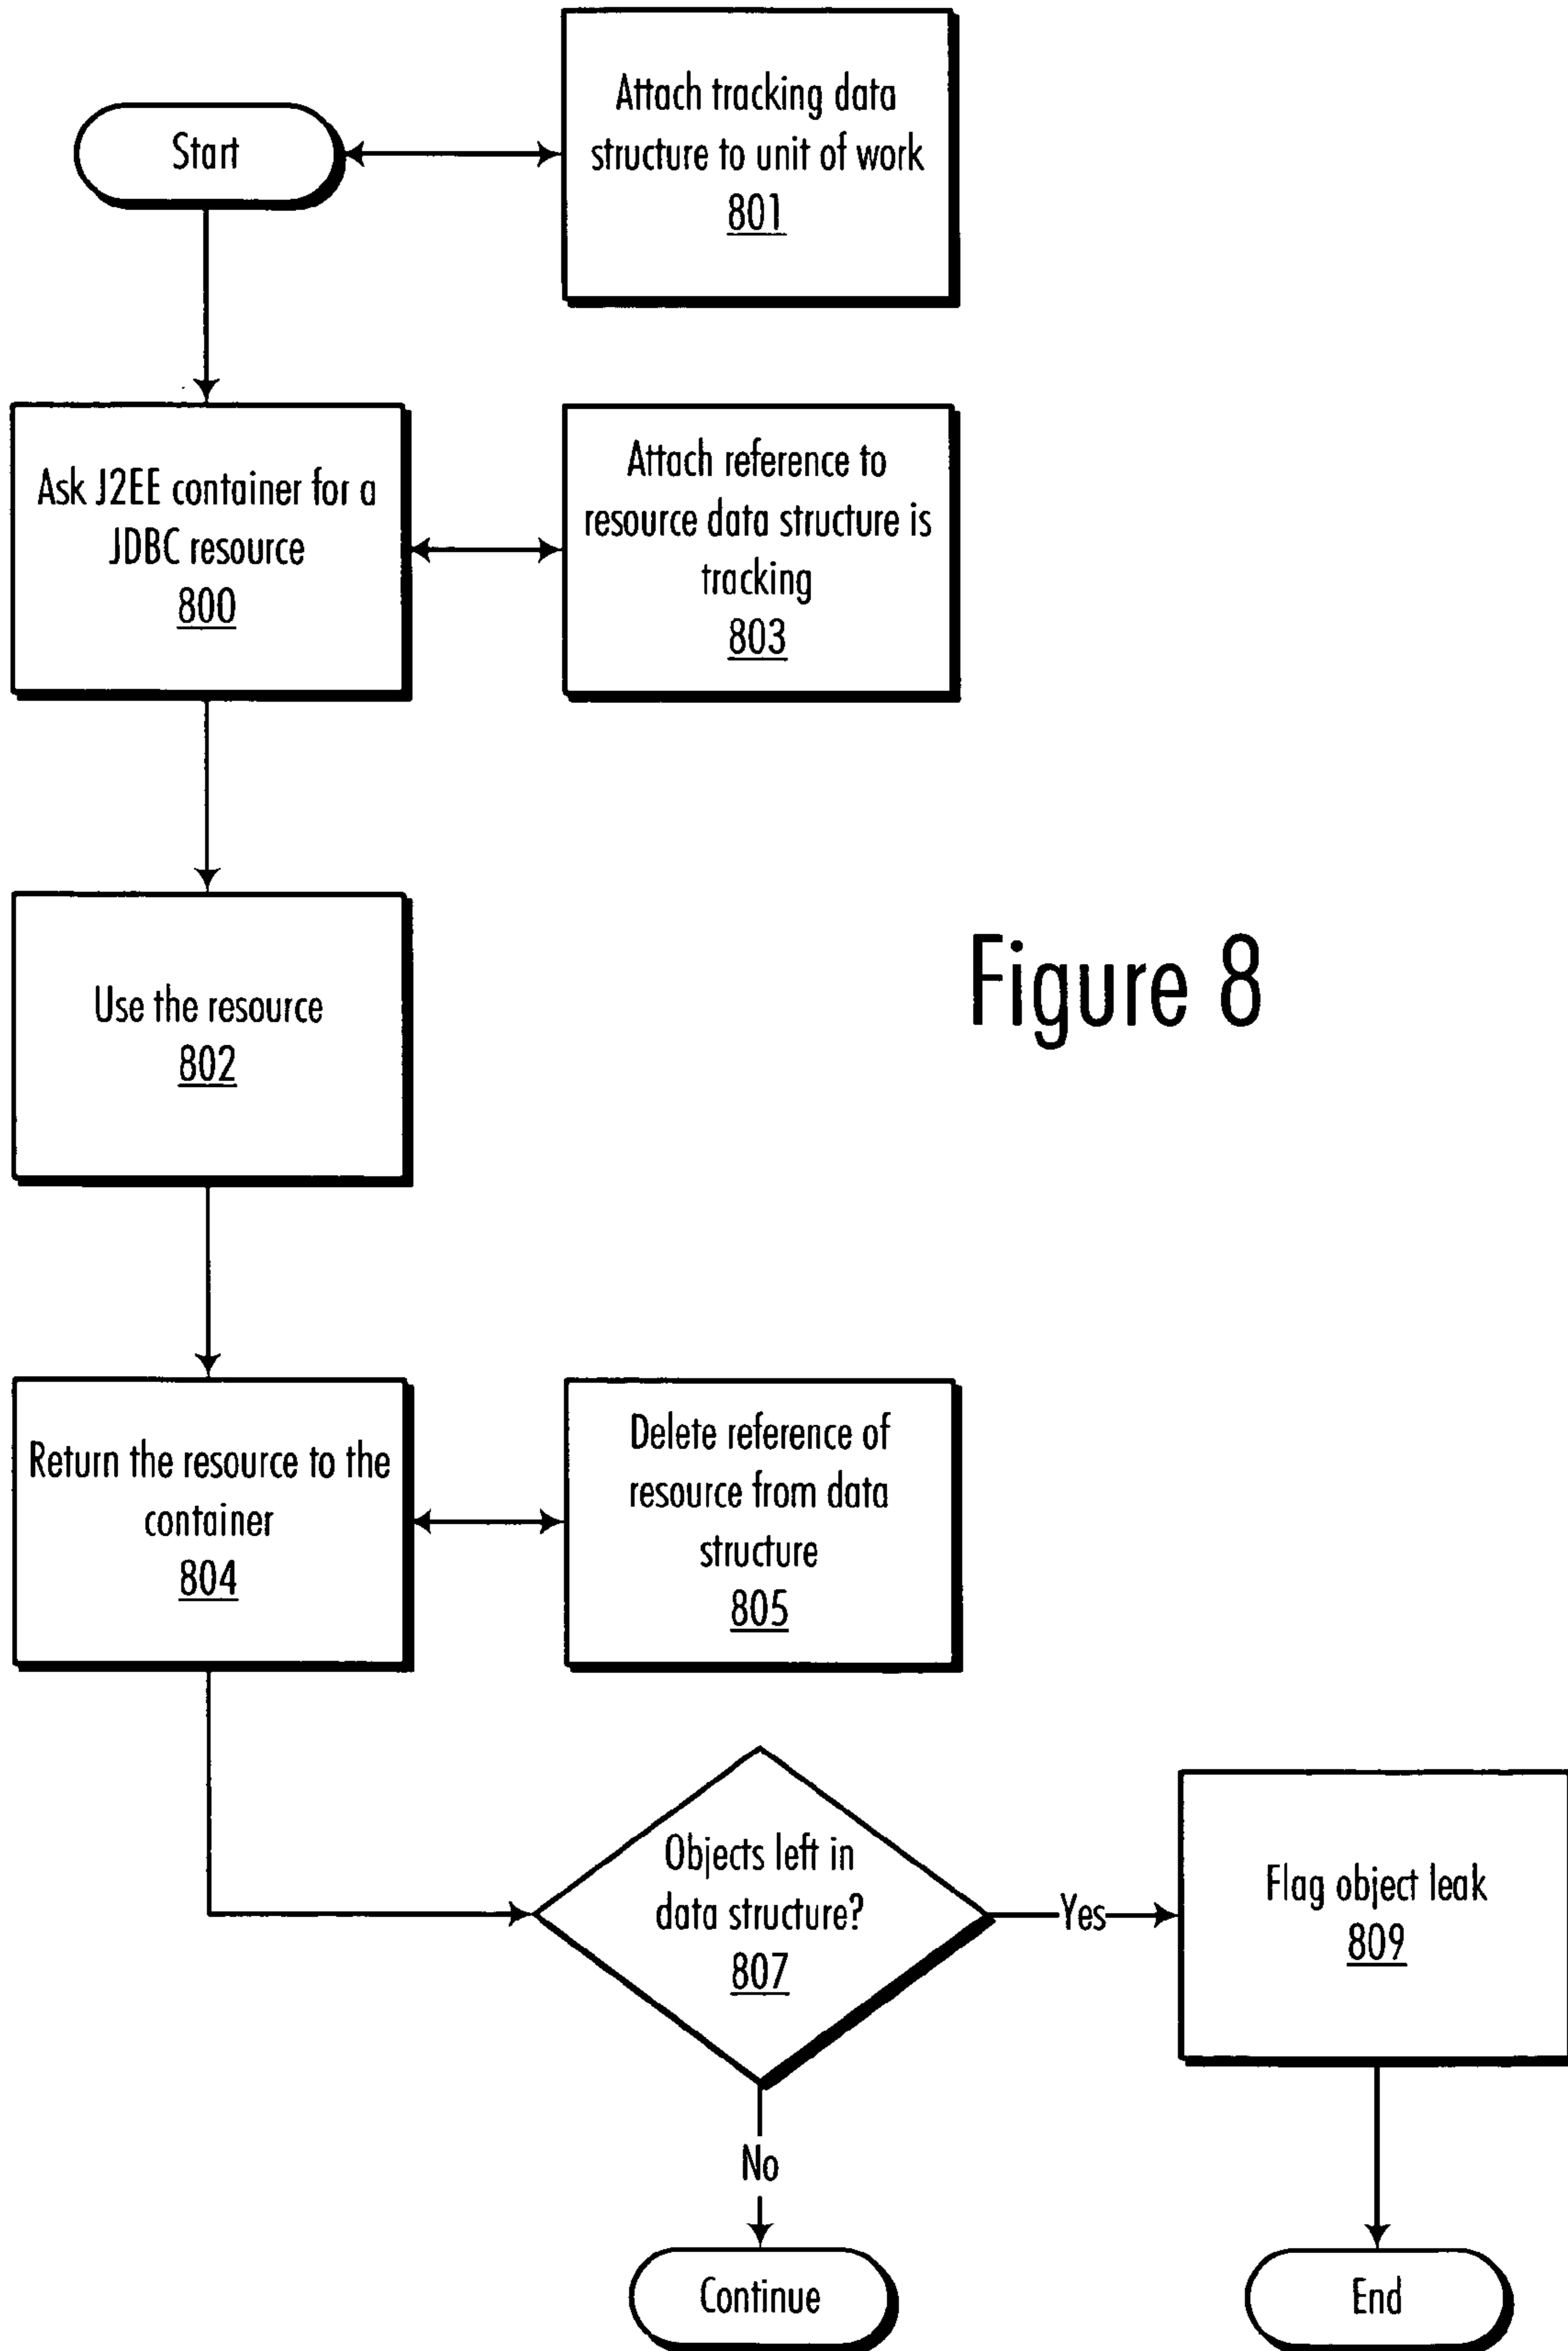 Start
Attach tracking data
structure to unit of work
801
Ask J2EE container for a
JDBC resource
800
Attach reference to
resource data structure is
tracking
803
Use the resource
802
Figure 8
Return the resource to the
container
804
Delete reference of
resource from data
structure
805
Objects left in
data structure?
807
Yes
Flag object leak
809
No
Continue
End